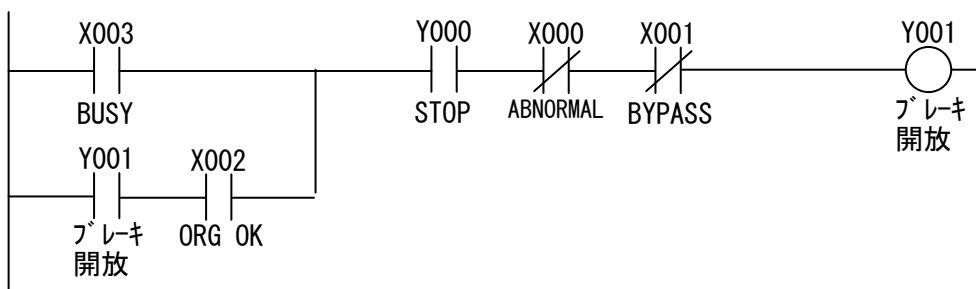 X003
Y000
X000
X001
Y001
BUSY
STOP
ABNORMAL
BYPASS
ブレーキ
開放
Y001
X002
ブレーキ
開放
ORG OK